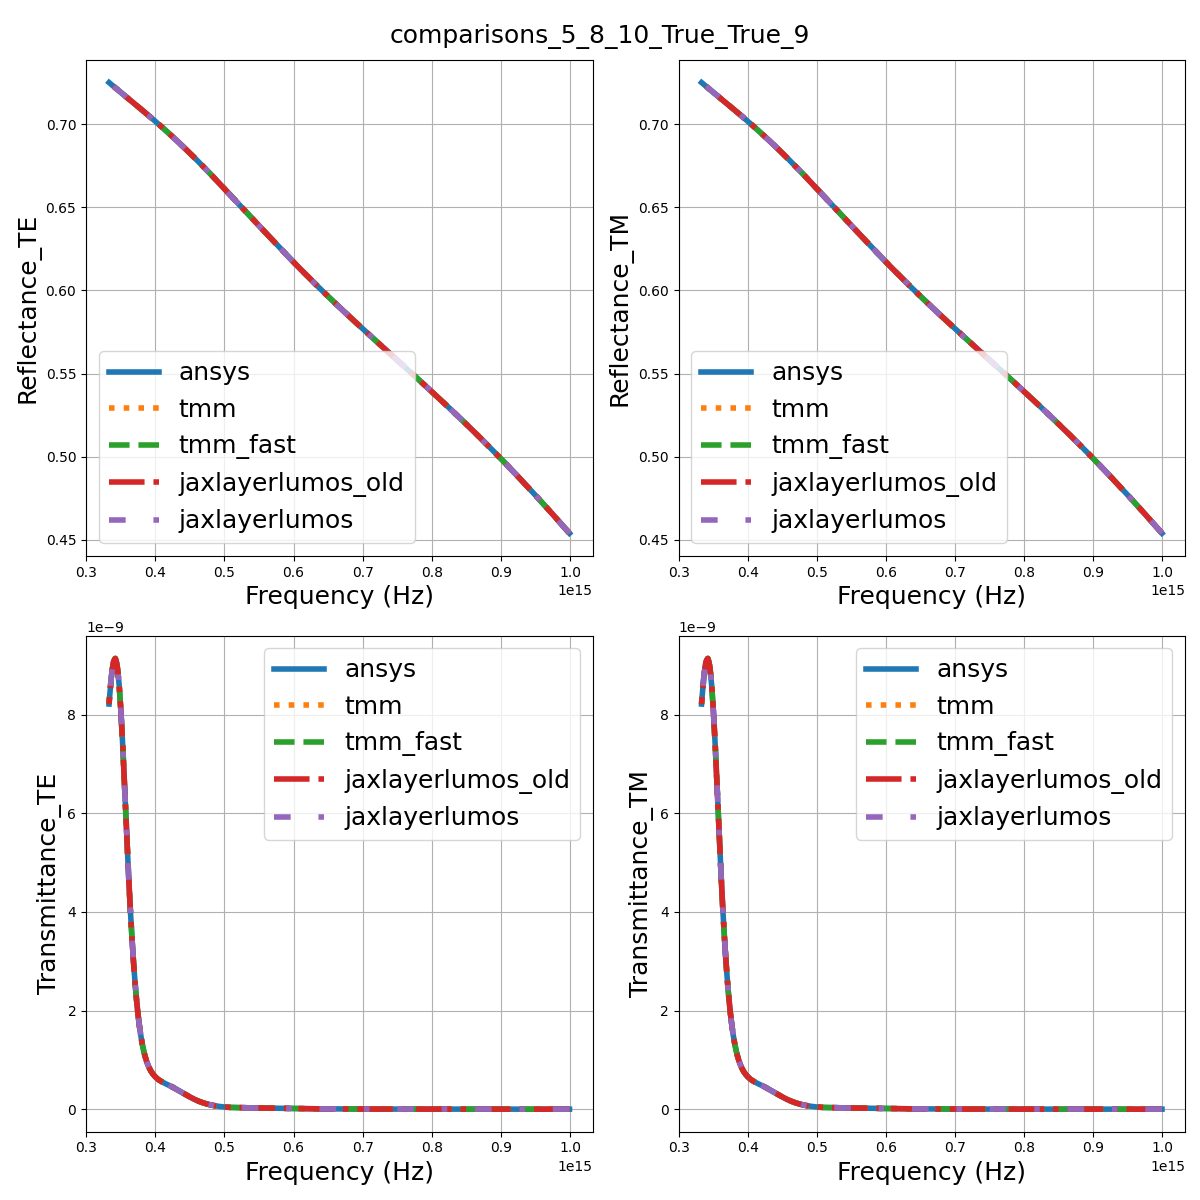 comparisons_5_8_10_True_True_9
Reflectance_TE
0.70
0.65
0.60
0.55
0.50
0.45
ansys
tmm
tmm_fast
jaxlayerlumos_old
jaxlayerlumos
0.3 0.4 0.5 0.6 0.7 0.8 0.9 1.0
1e15
Frequency (Hz)
Reflectance_TM
0.70
0.65
0.60
0.55
0.50
0.45
ansys
tmm
tmm_fast
jaxlayerlumos_old
jaxlayerlumos
0.3 0.4 0.5 0.6 0.7 0.8 0.9 1.0
1e15
Frequency (Hz)
1e−9
Transmittance_TE
8
6
4
2
0
ansys
tmm
tmm_fast
jaxlayerlumos_old
jaxlayerlumos
0.3 0.4 0.5 0.6 0.7 0.8 0.9 1.0
1e15
Frequency (Hz)
1e−9
Transmittance_TM
8
6
4
2
0
ansys
tmm
tmm_fast
jaxlayerlumos_old
jaxlayerlumos
0.3 0.4 0.5 0.6 0.7 0.8 0.9 1.0
1e15
Frequency (Hz)